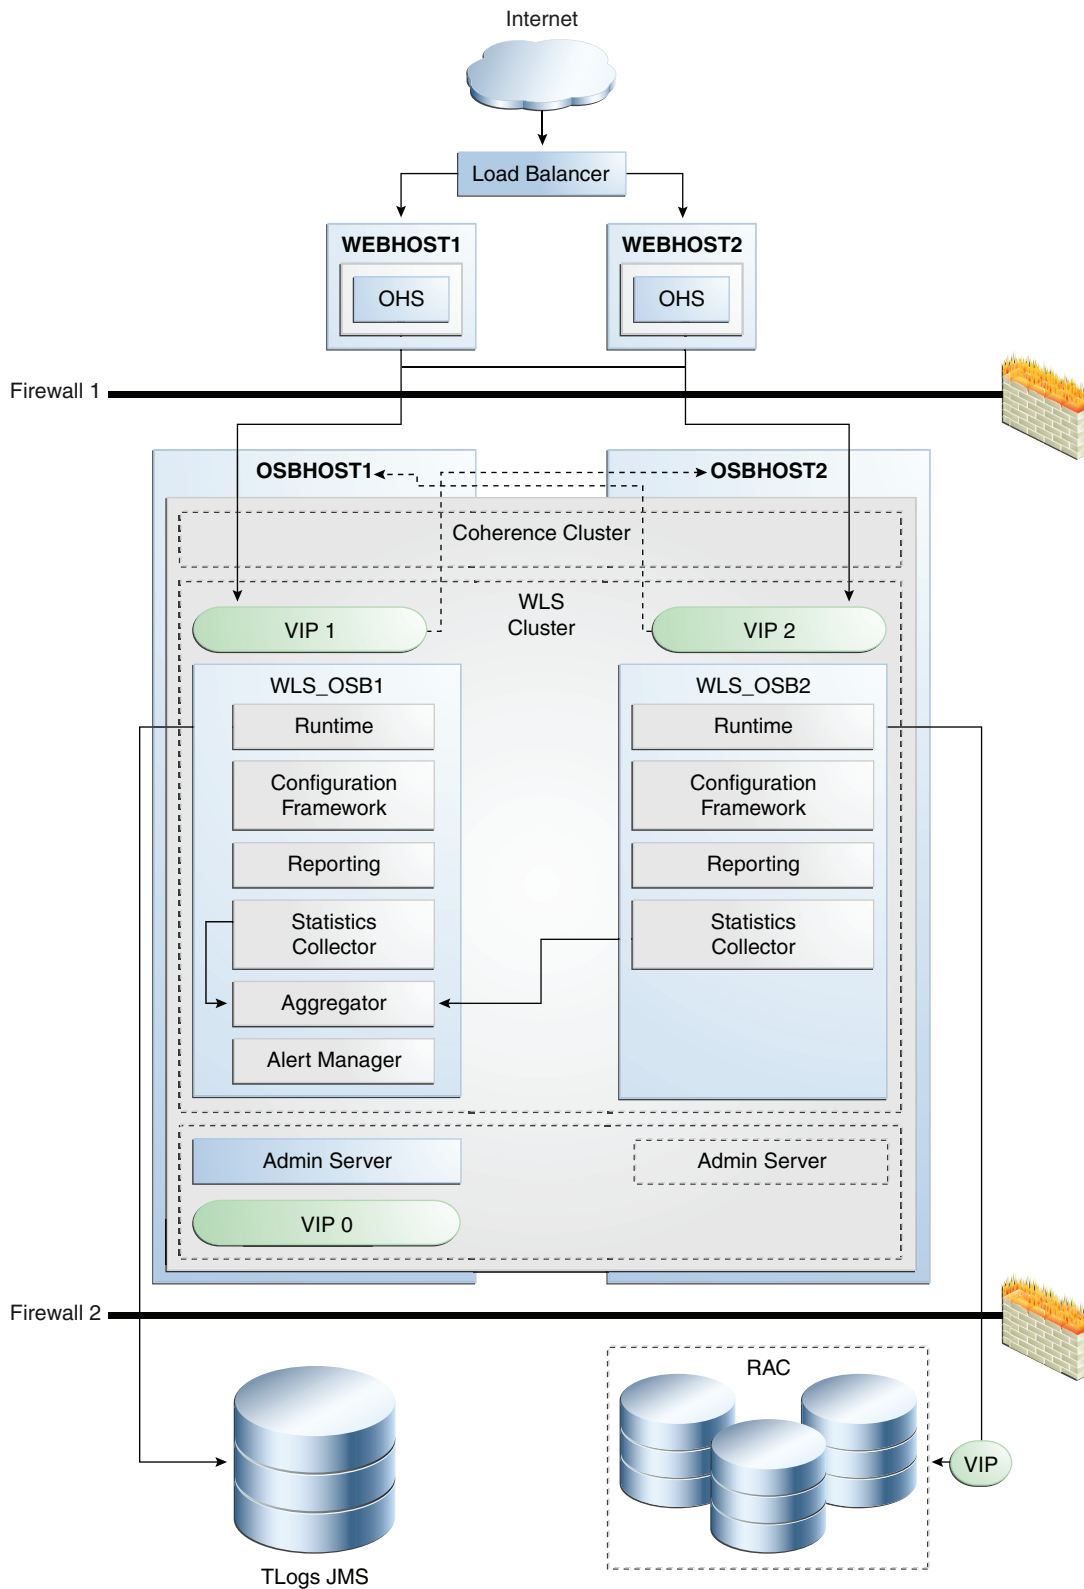 Internet
Load Balancer
WEBHOST1
WEBHOST2
OHS
OHS
Firewall 1
OSBHOST1
OSBHOST2
Coherence Cluster
WLS
Cluster
VIP 1
VIP 2
WLS_OSB1
Runtime
Configuration
Framework
Reporting
Statistics
Collector
Aggregator
Alert Manager
WLS_OSB2
Runtime
Configuration
Framework
Reporting
Statistics
Collector
Admin Server
Admin Server
VIP 0
Firewall 2
RAC
VIP
TLogs JMS